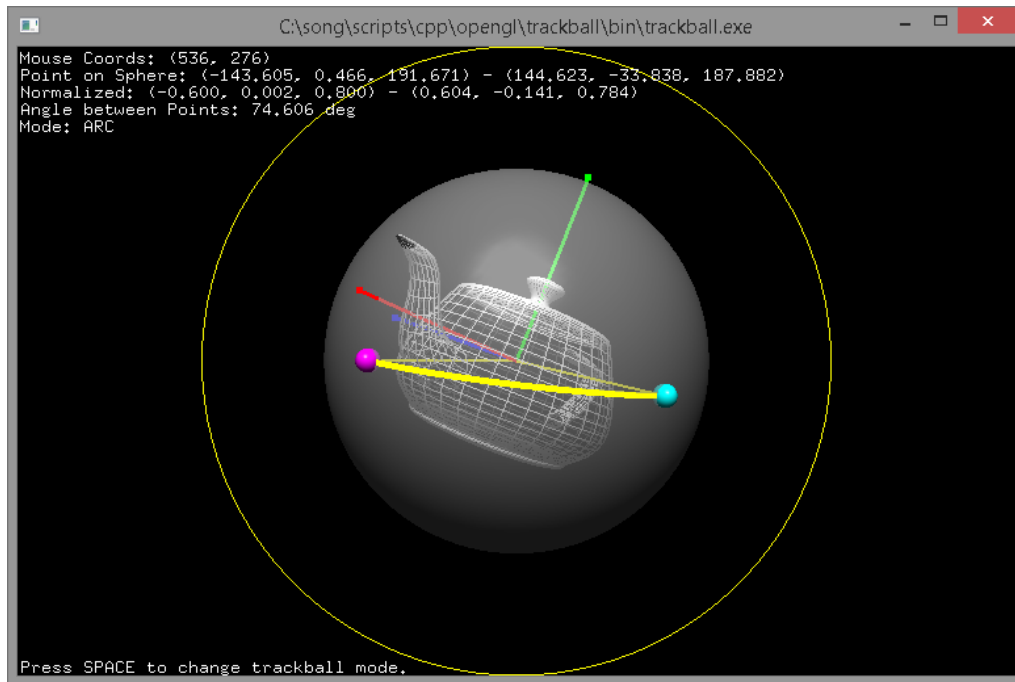 C:\song\scripts\cpp\opengl\trackball\bin\trackball.exe
Mouse Coords: (536, 276)
Point on Sphere: (-143.605, 0.466, 191.671) - (144.623, -33.838, 187.882)
Normalized: (-0.600, 0.002, 0.800) - (0.604, -0.141, 0.784)
Angle between Points: 74.606 deg
Mode: ARC
Press SPACE to change trackball mode.